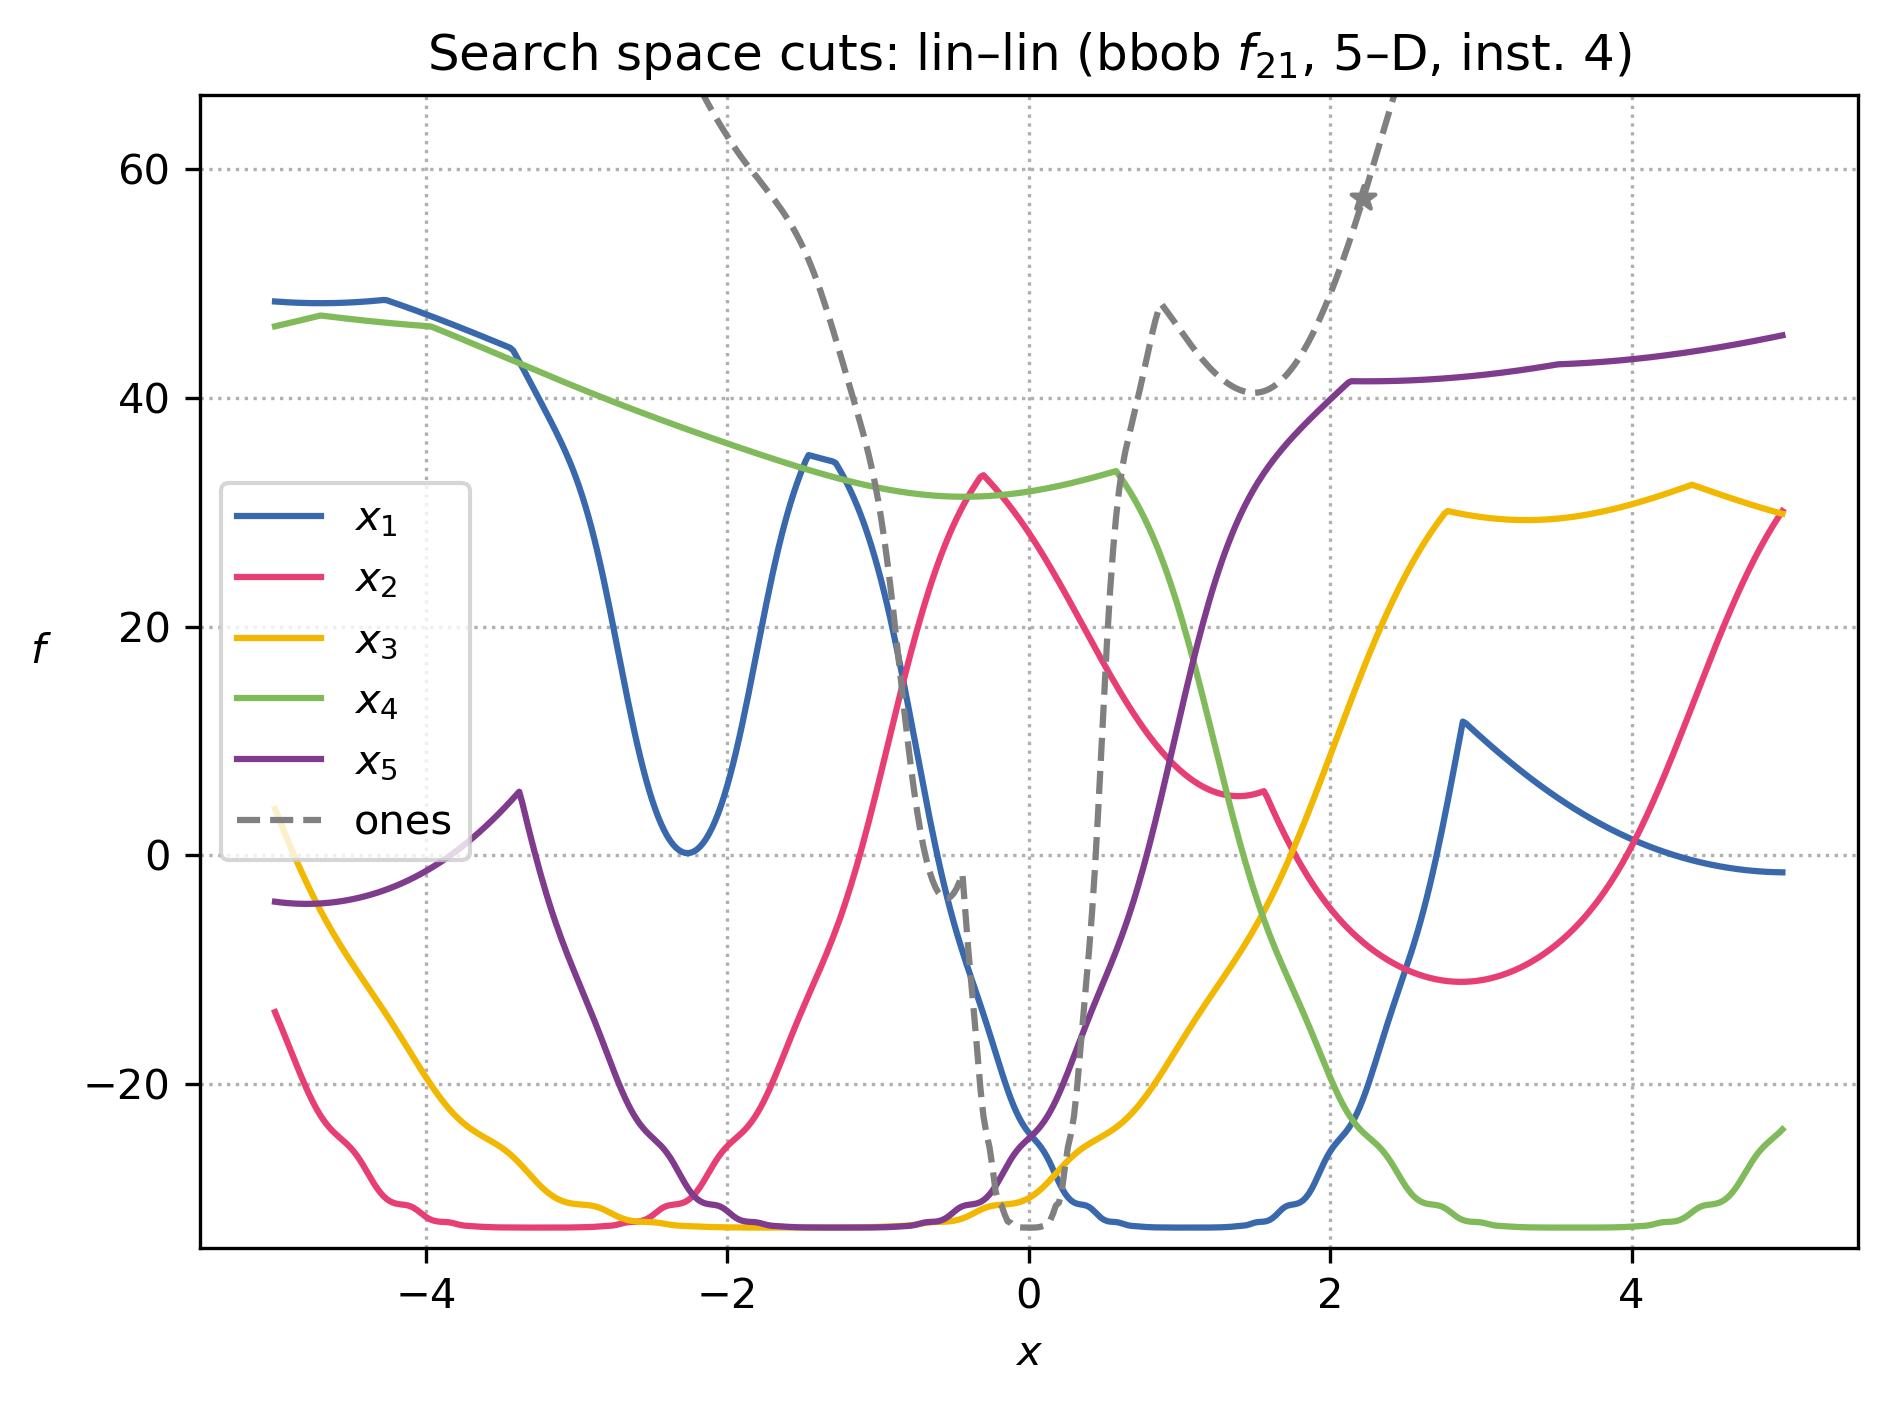 Search space cuts: lin–lin (bbob f₂₁, 5–D, inst. 4)
60
40
20
0
−20
f
x₁
x₂
x₃
x₄
x₅
ones
−4
−2
0
2
4
x